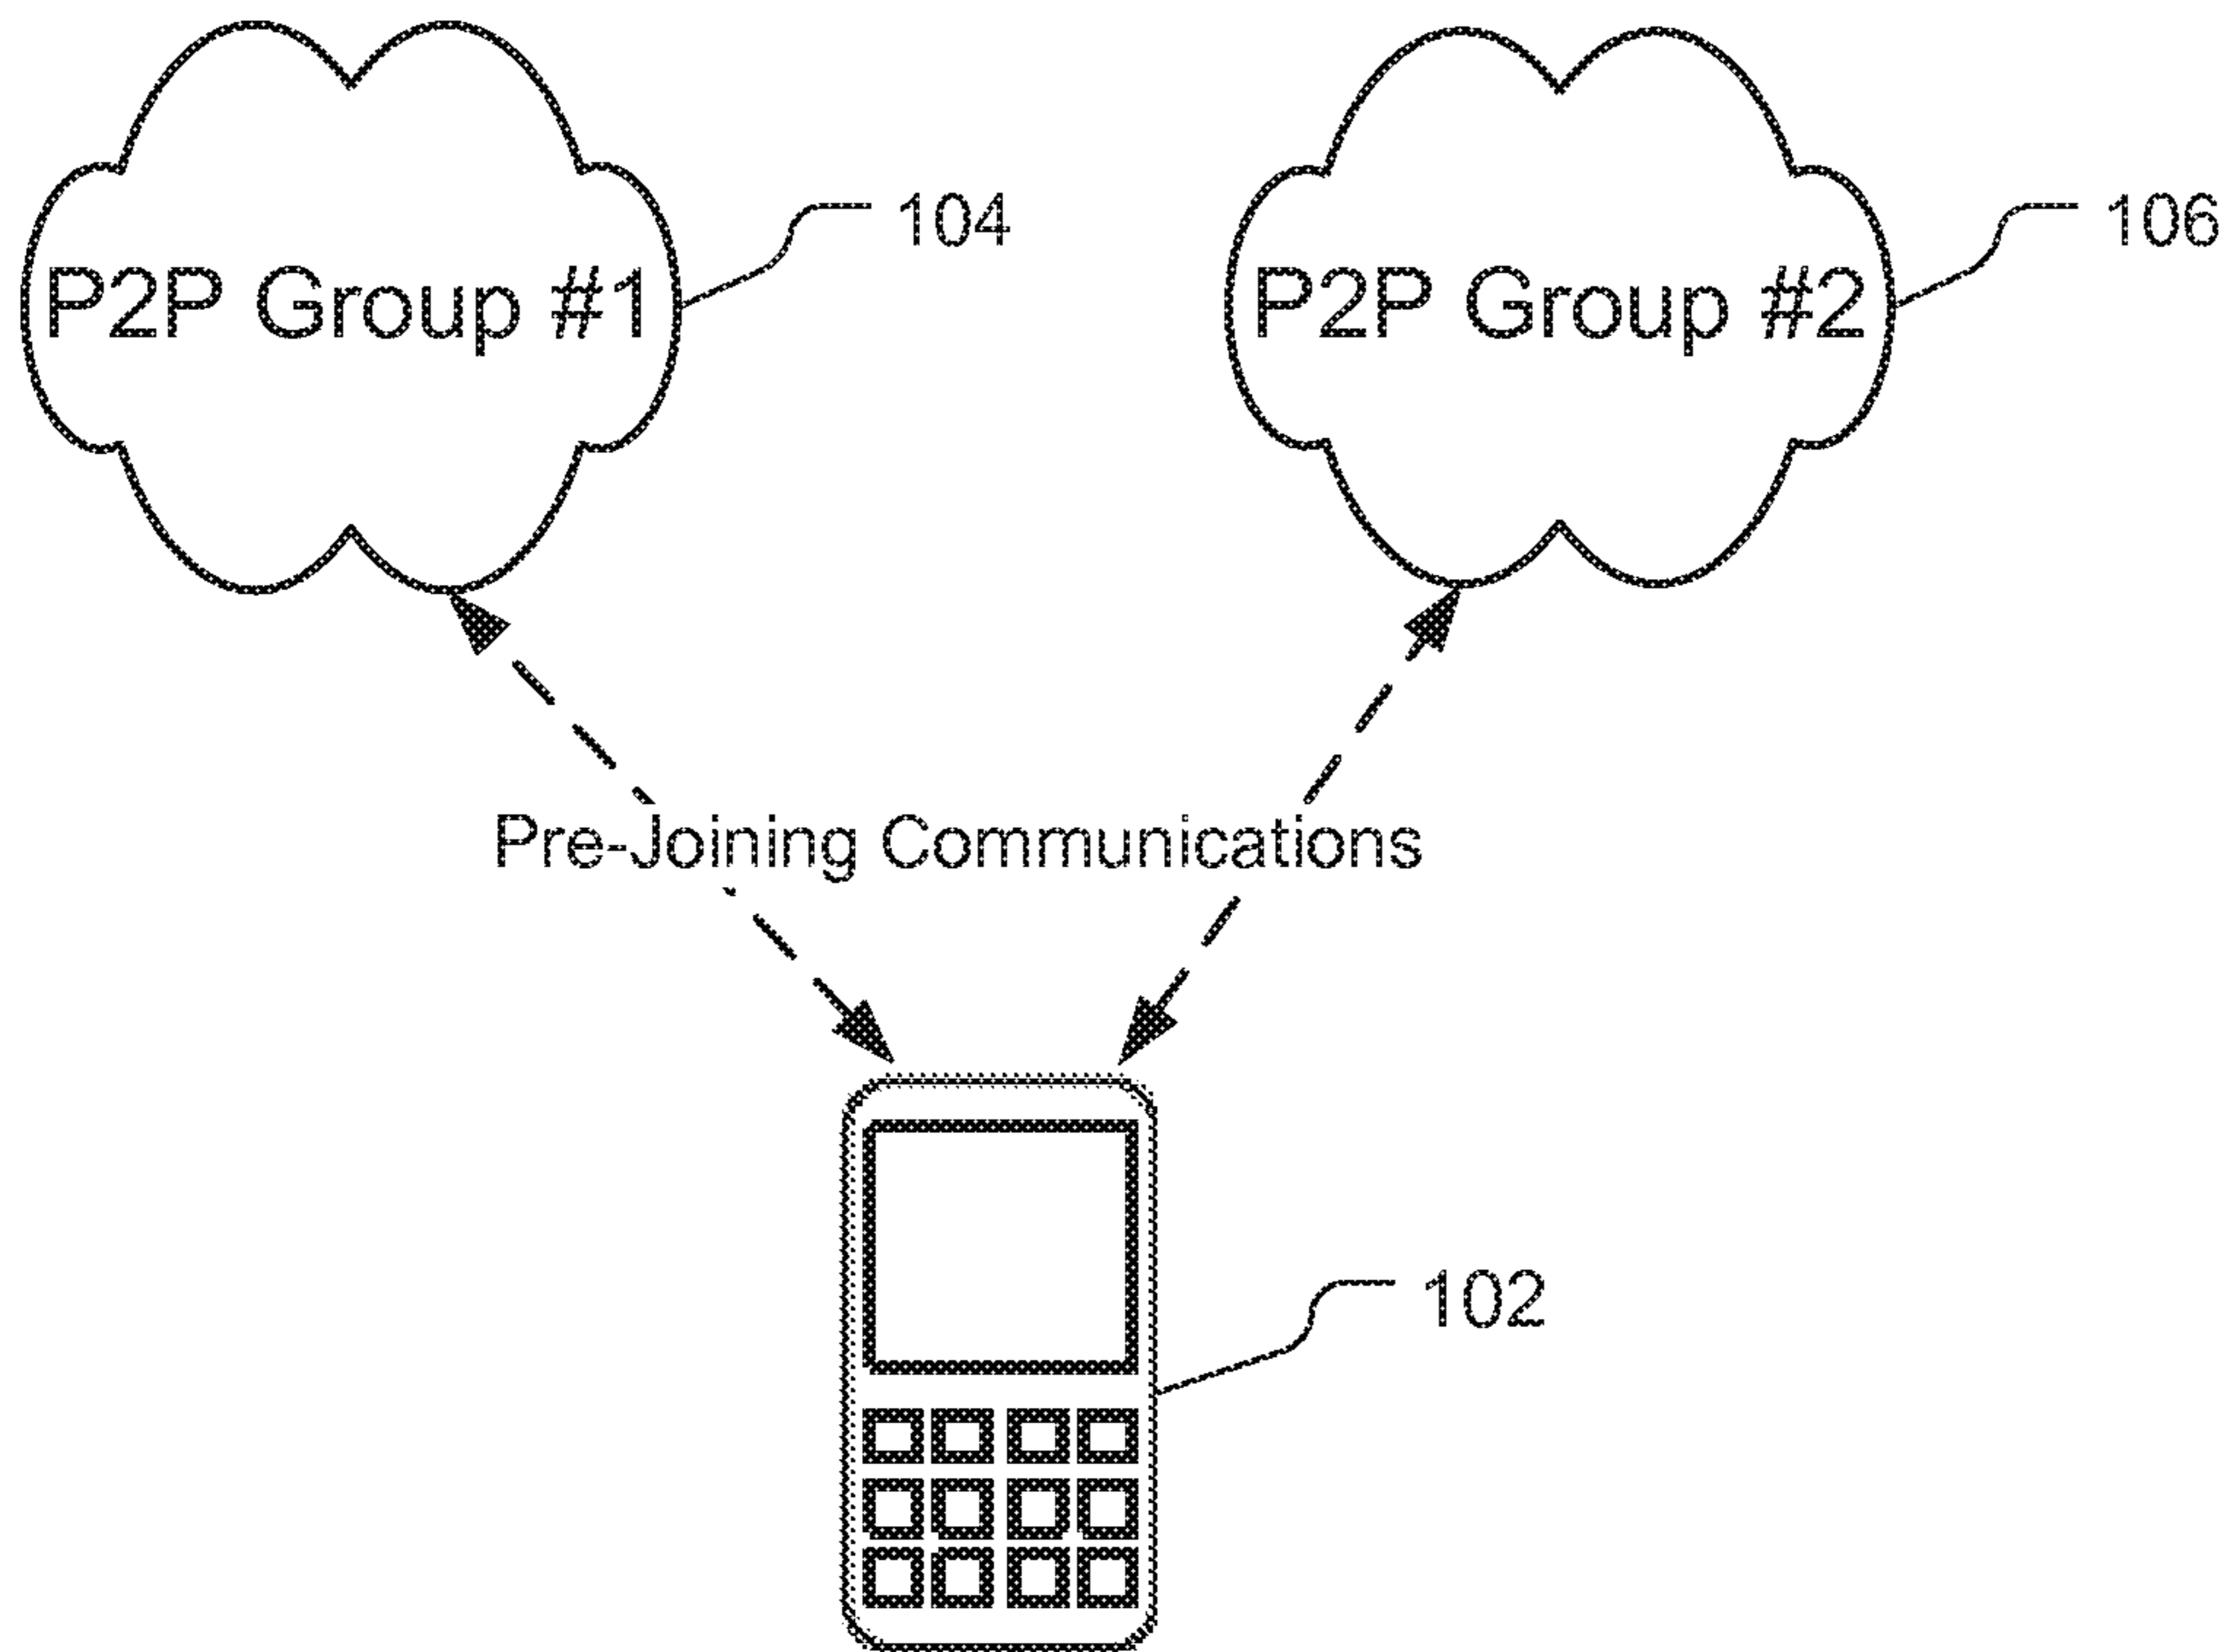 104
106
P2P Group #1
P2P Group #2
Pre-Joining Communications
102